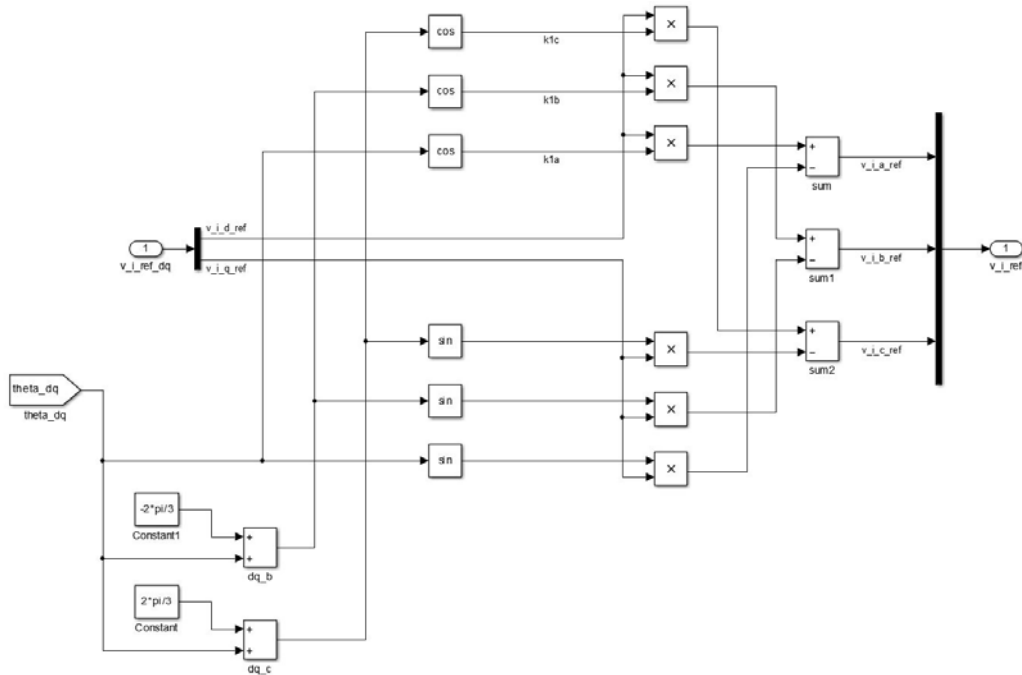 cos
k1c
×
cos
k1b
×
cos
k1a
×
+
−
v_i_a_ref
sum
v_i_d_ref
1
v_i_ref_dq
v_i_q_ref
+
−
v_i_b_ref
sum1
1
v_i_ref
sin
×
+
−
v_i_c_ref
sum2
theta_dq
theta_dq
sin
×
sin
×
-2*pi/3
Constant1
+
+
dq_b
2*pi/3
Constant
+
+
dq_c